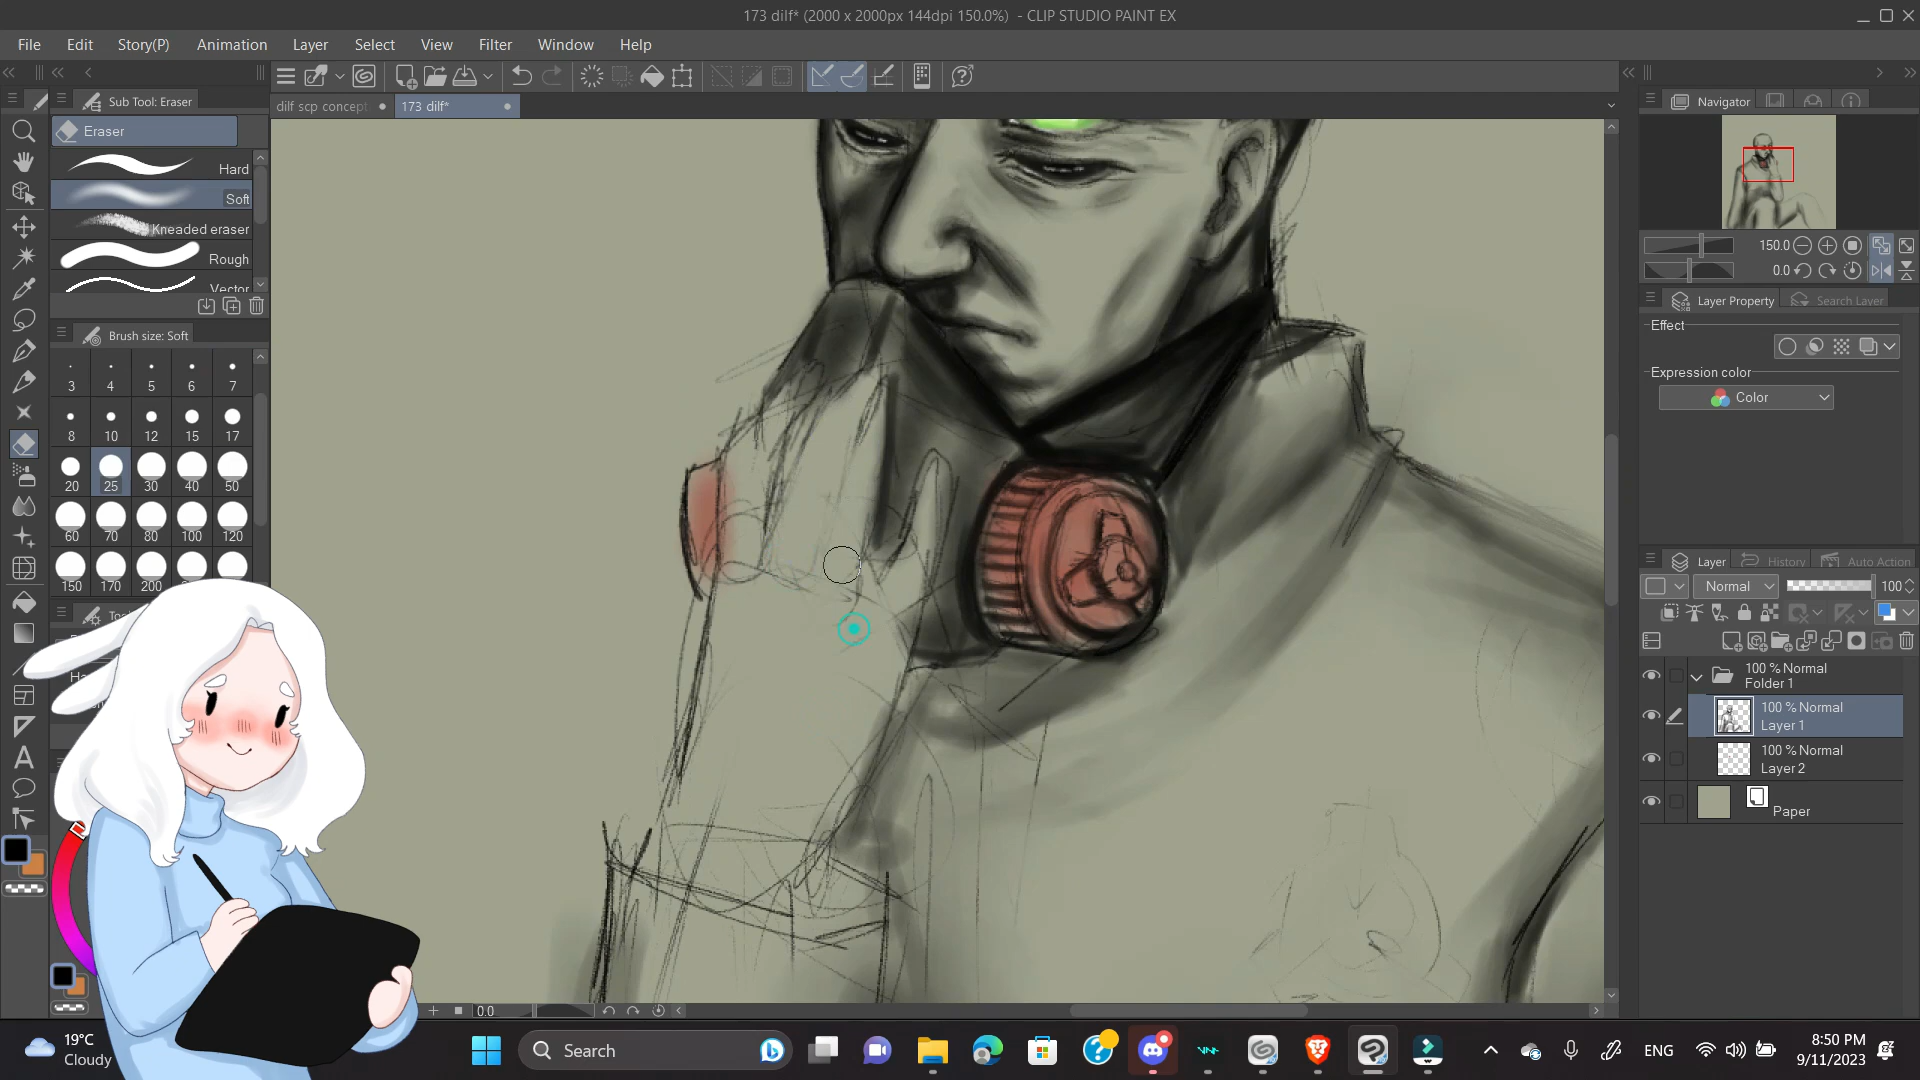 173 dilf* (2000 x 2000px 144dpi 150.0%) - CLIP STUDIO PAINT EX
File Edit Story(P) Animation Layer Select View Filter Window Help
Sub Tool: Eraser
dilf scp concept 173 dilf*
Navigator
Eraser
Hard
Soft
Kneaded eraser
Rough
Vector
150.0
0.0
Layer Property Search Layer
Effect
Expression color
Color
Brush size: Soft
3 4 5 6 7
8 10 12 15 17
20 25 30 40 50
60 70 80 100 120
150 170 200
Layer History Auto Action
Normal 100
100 % Normal
Folder 1
100 % Normal
Layer 1
100 % Normal
Layer 2
Paper
0.0
19°C
Cloudy
Search
ENG
8:50 PM
9/11/2023